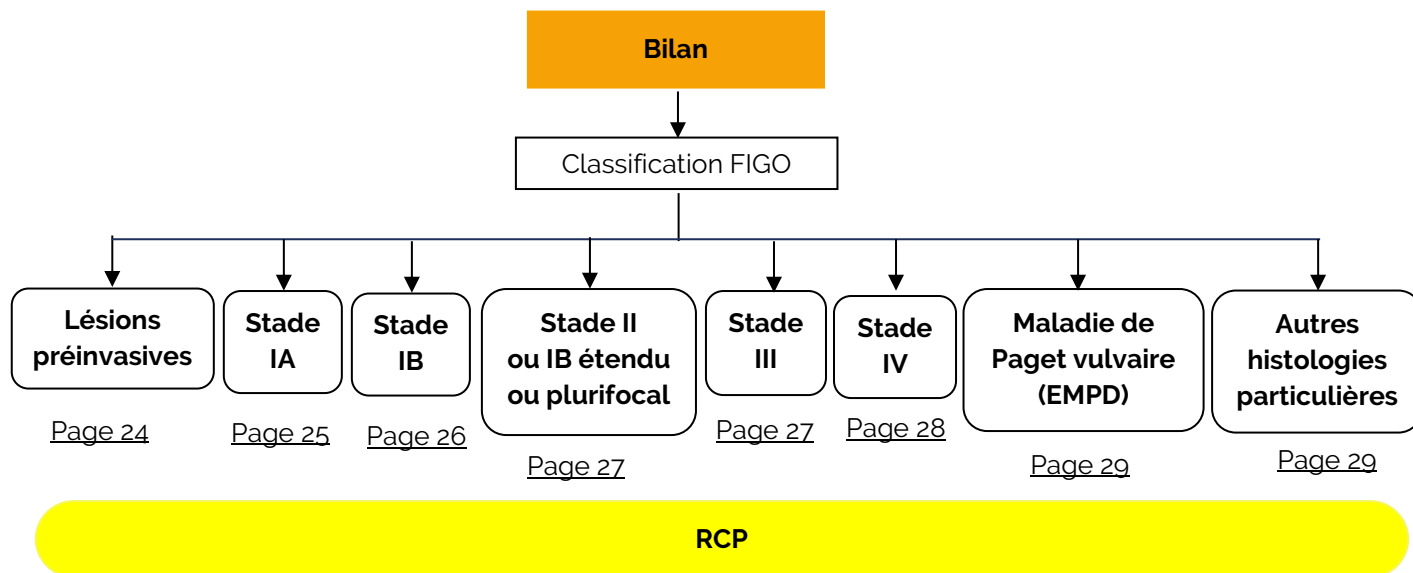 Bilan
Classification FIGO
Lésions
préinvasives
Page 24
Stade
IA
Page 25
Stade
IB
Page 26
Stade II
ou IB étendu
ou plurifocal
Page 27
Stade
III
Page 27
Stade
IV
Page 28
Maladie de
Paget vulvaire
(EMPD)
Page 29
Autres
histologies
particulières
Page 29
RCP